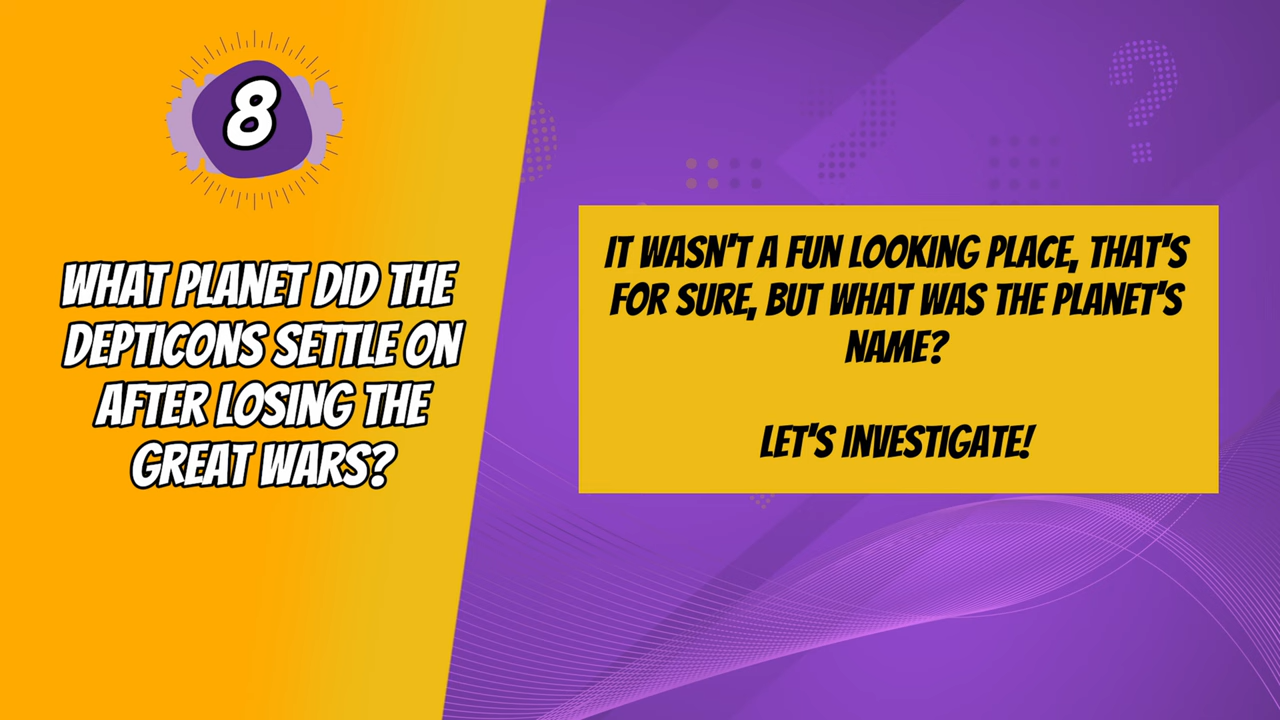 8
WHAT PLANET DID THE
DEPTICONS SETTLE ON
AFTER LOSING THE
GREAT WARS?
IT WASN'T A FUN LOOKING PLACE, THAT'S
FOR SURE, BUT WHAT WAS THE PLANET'S
NAME?
LET'S INVESTIGATE!
?